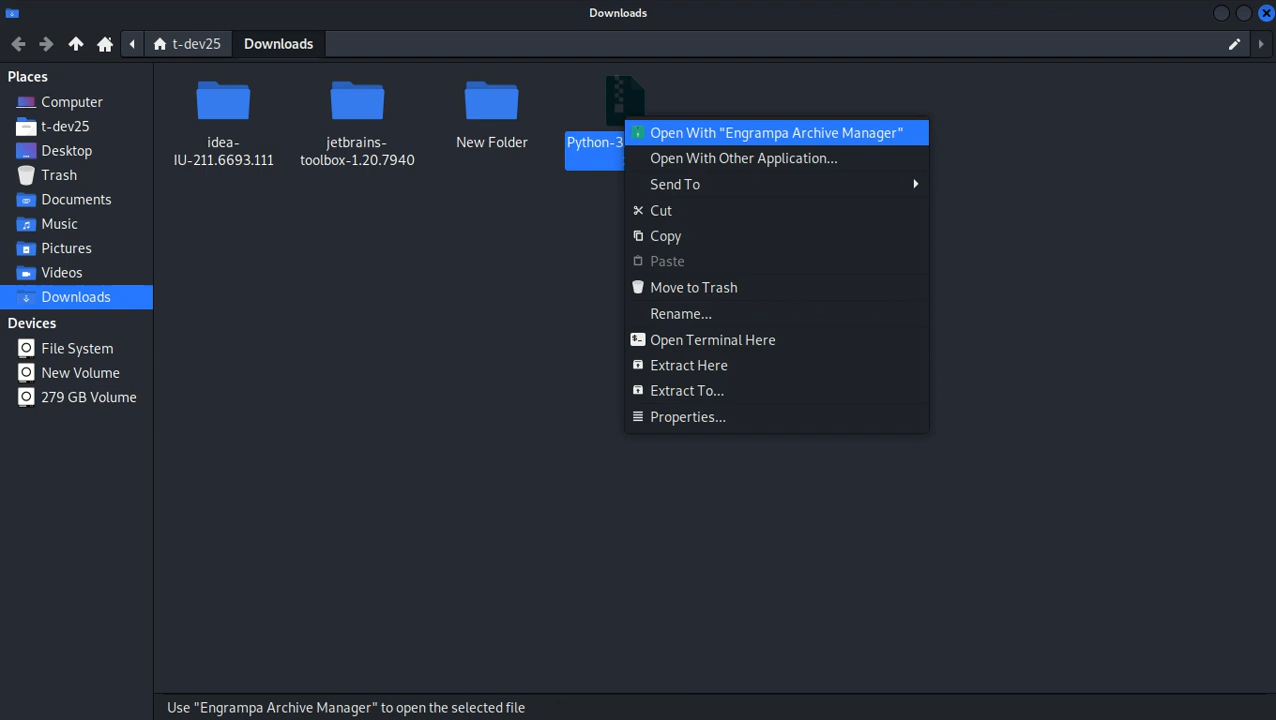 Downloads
t-dev25
Downloads
Places
Computer
t-dev25
Desktop
Trash
Documents
Music
Pictures
Videos
Downloads
Devices
File System
New Volume
279 GB Volume
idea-
IU-211.6693.111
jetbrains-
toolbox-1.20.7940
New Folder
Python-3
Open With "Engrampa Archive Manager"
Open With Other Application...
Send To
Cut
Copy
Paste
Move to Trash
Rename...
Open Terminal Here
Extract Here
Extract To...
Properties...
Use "Engrampa Archive Manager" to open the selected file